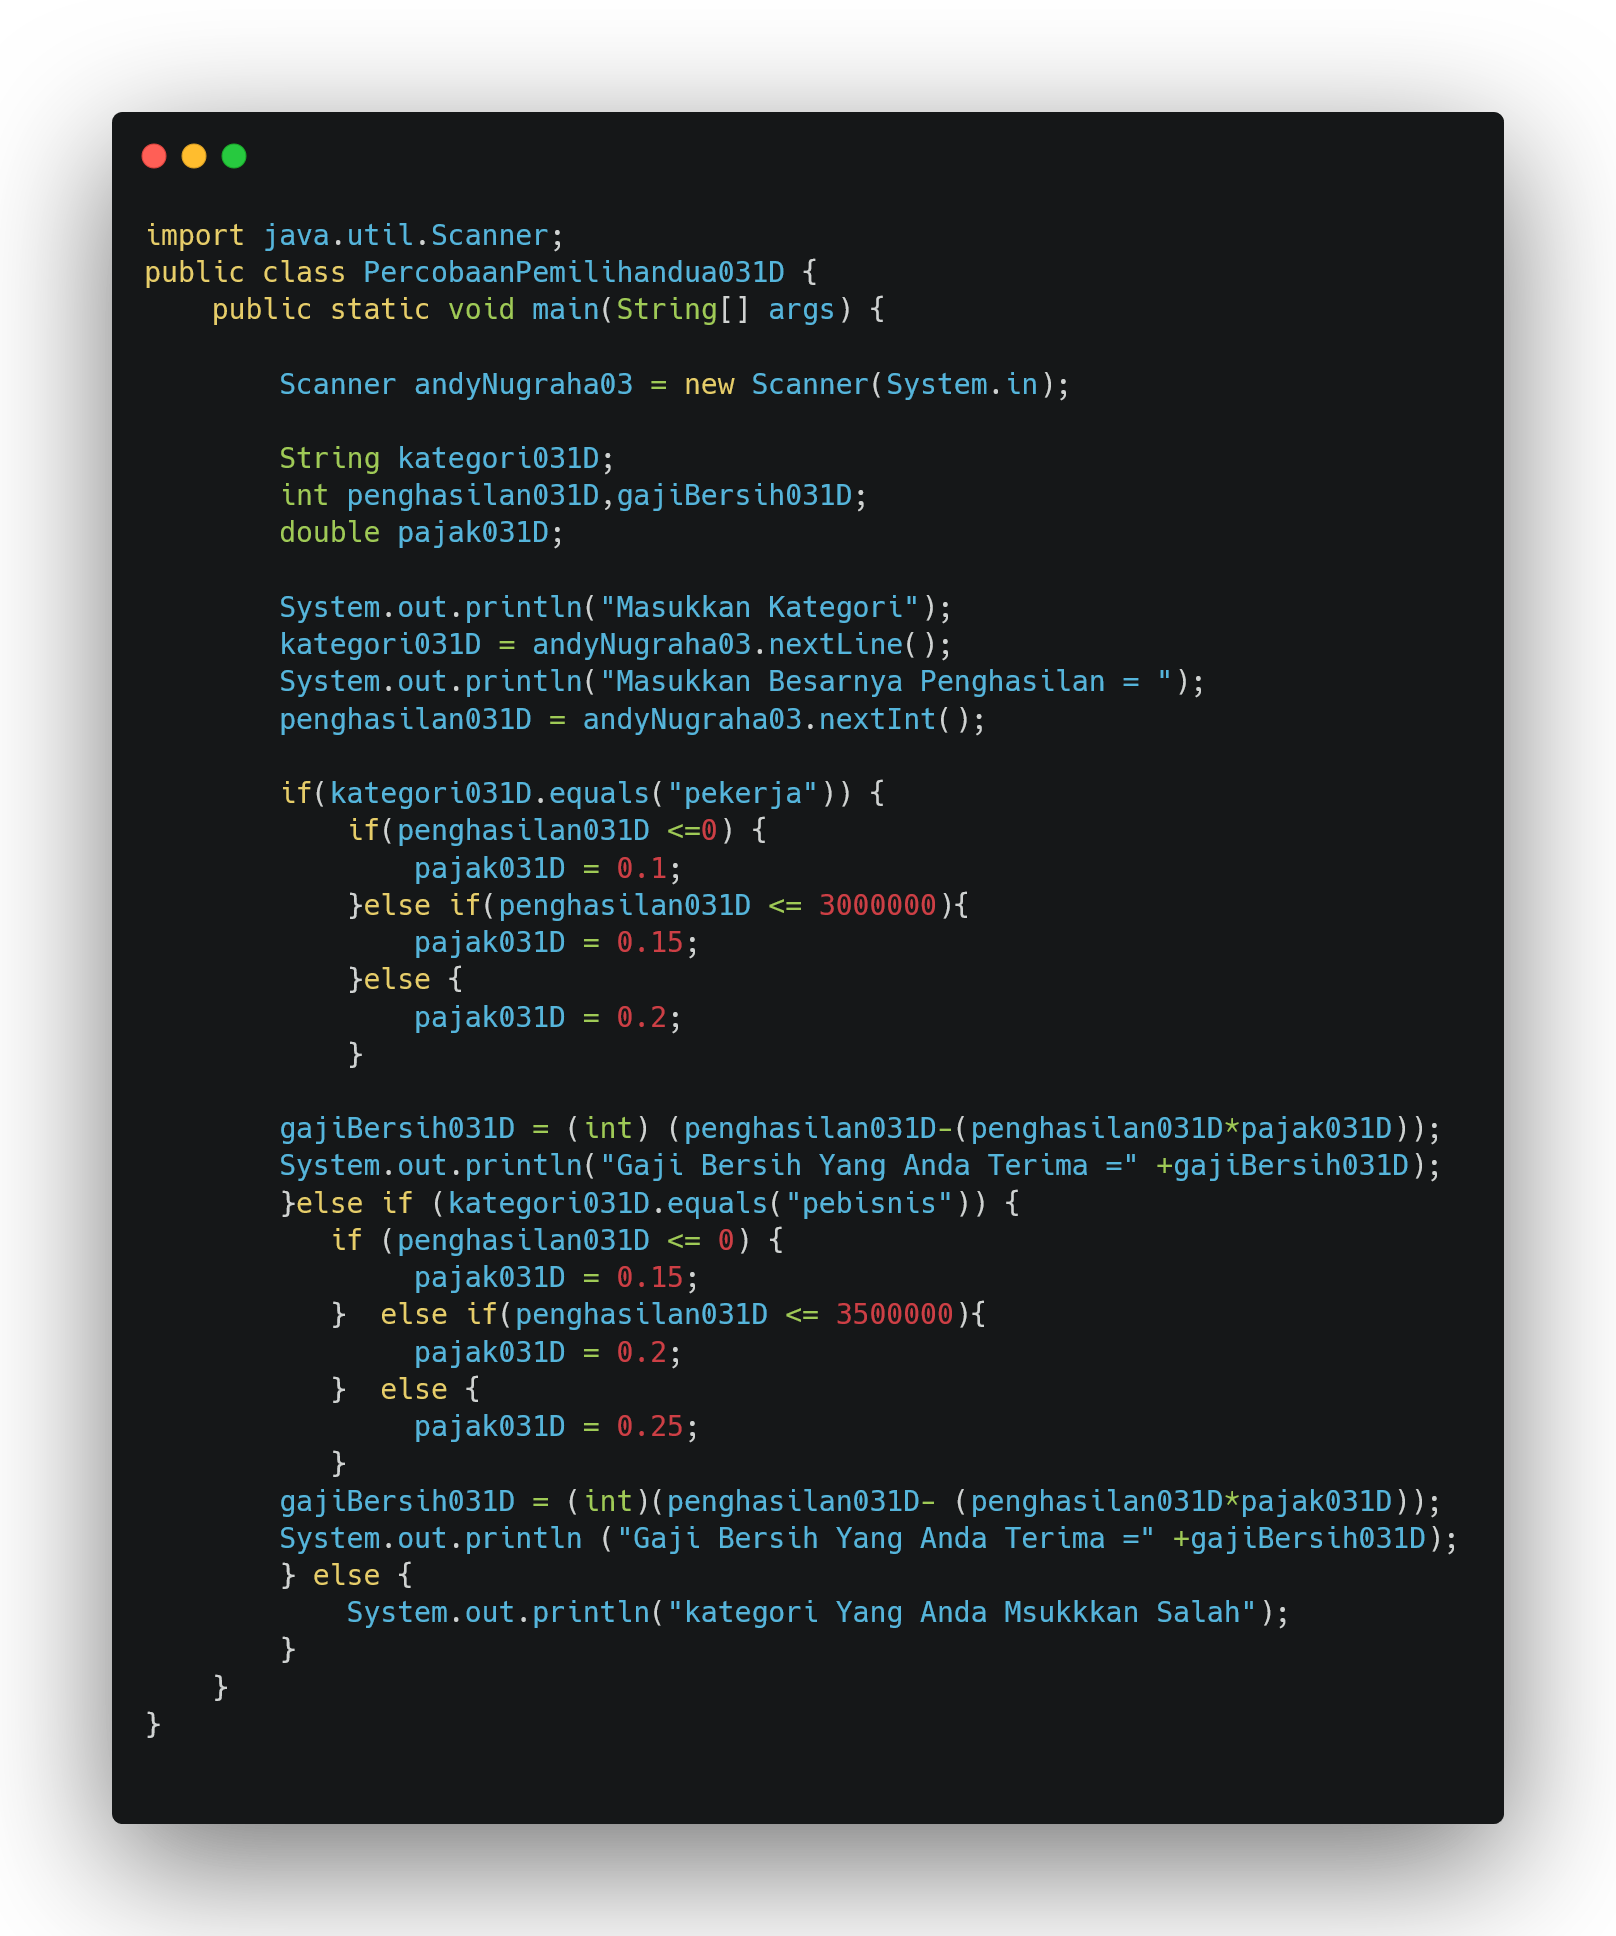 import java.util.Scanner;
public class PercobaanPemilihandua031D {
    public static void main(String[] args) {

        Scanner andyNugraha03 = new Scanner(System.in);

        String kategori031D;
        int penghasilan031D,gajiBersih031D;
        double pajak031D;

        System.out.println("Masukkan Kategori");
        kategori031D = andyNugraha03.nextLine();
        System.out.println("Masukkan Besarnya Penghasilan = ");
        penghasilan031D = andyNugraha03.nextInt();

        if(kategori031D.equals("pekerja")) {
            if(penghasilan031D <=0) {
                pajak031D = 0.1;
            }else if(penghasilan031D <= 3000000){
                pajak031D = 0.15;
            }else {
                pajak031D = 0.2;
            }

        gajiBersih031D = (int) (penghasilan031D-(penghasilan031D*pajak031D));
        System.out.println("Gaji Bersih Yang Anda Terima =" +gajiBersih031D);
        }else if (kategori031D.equals("pebisnis")) {
           if (penghasilan031D <= 0) {
                pajak031D = 0.15;
           }  else if(penghasilan031D <= 3500000){
                pajak031D = 0.2;
           }  else {
                pajak031D = 0.25;
           }
        gajiBersih031D = (int)(penghasilan031D- (penghasilan031D*pajak031D));
        System.out.println ("Gaji Bersih Yang Anda Terima =" +gajiBersih031D);
        } else {
            System.out.println("kategori Yang Anda Msukkkan Salah");
        }
    }
}